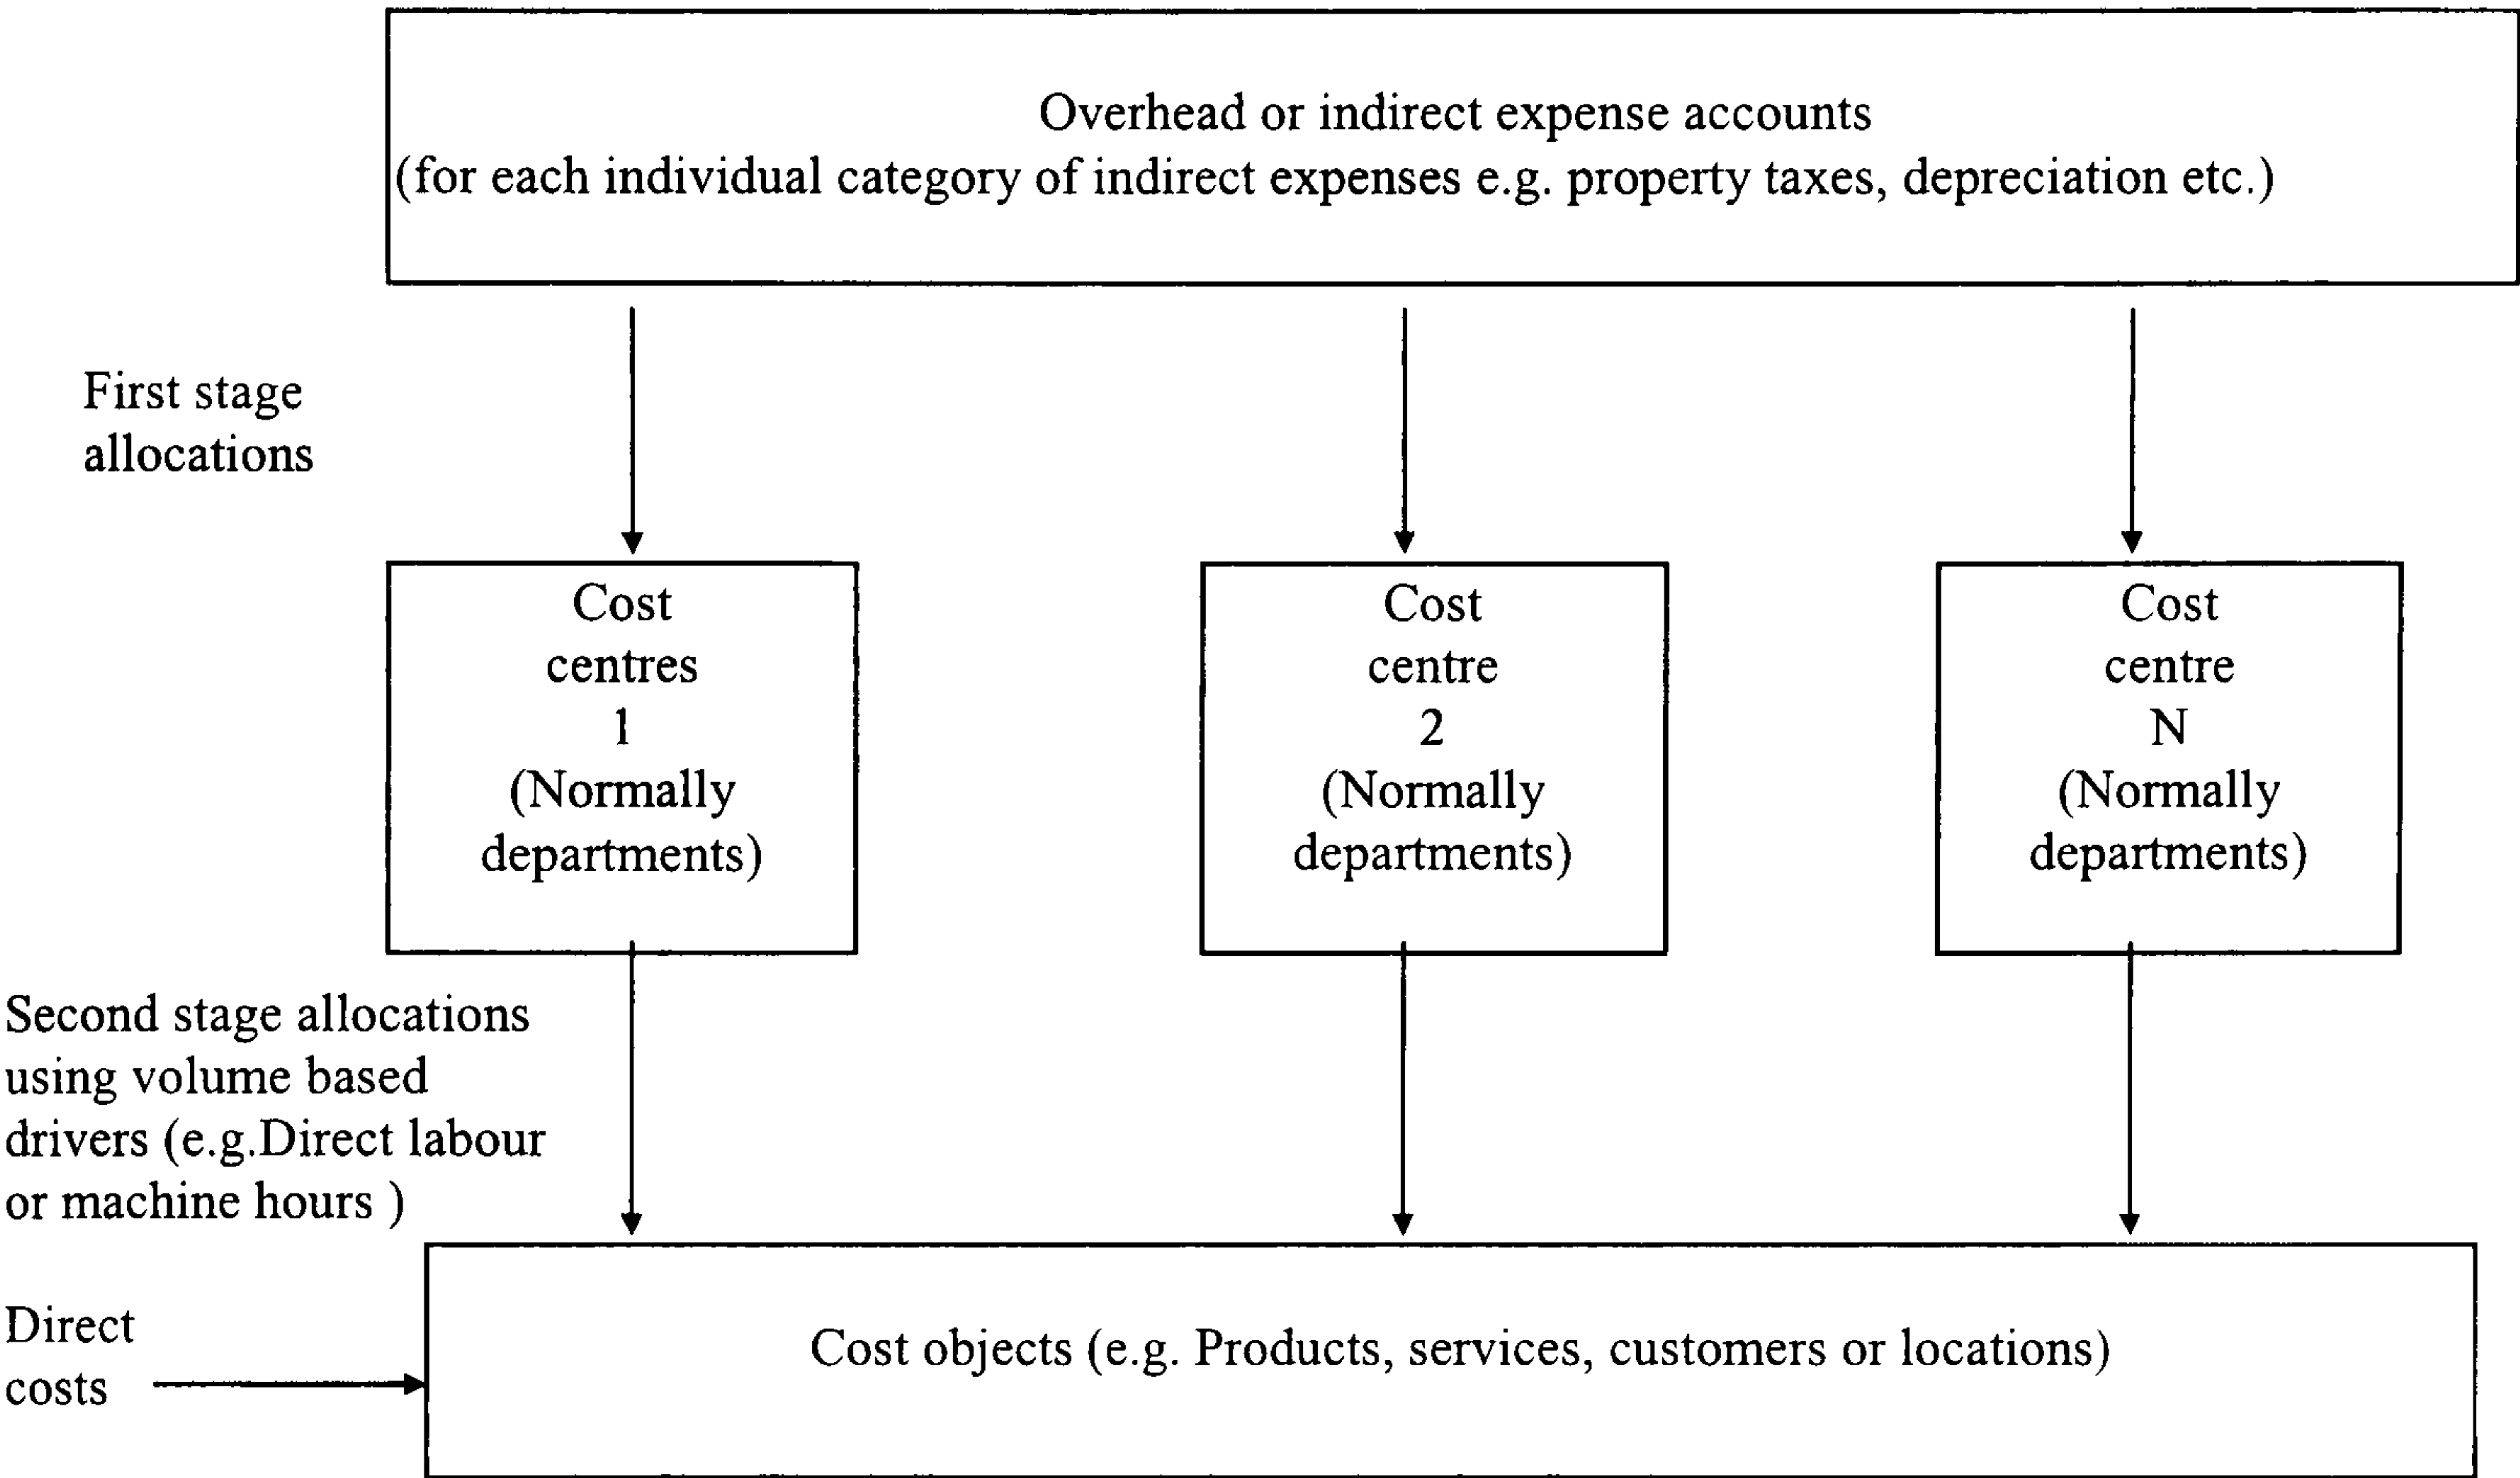 Overhead or indirect expense accounts
(for each individual category of indirect expenses e.g. property taxes, depreciation etc.)
First stage
allocations
Cost
centres
1
(Normally
departments)
Cost
centre
2
(Normally
departments)
Cost
centre
N
(Normally
departments)
Second stage allocations
using volume based
drivers (e.g.Direct labour
or machine hours )
Direct
costs
Cost objects (e.g. Products, services, customers or locations)